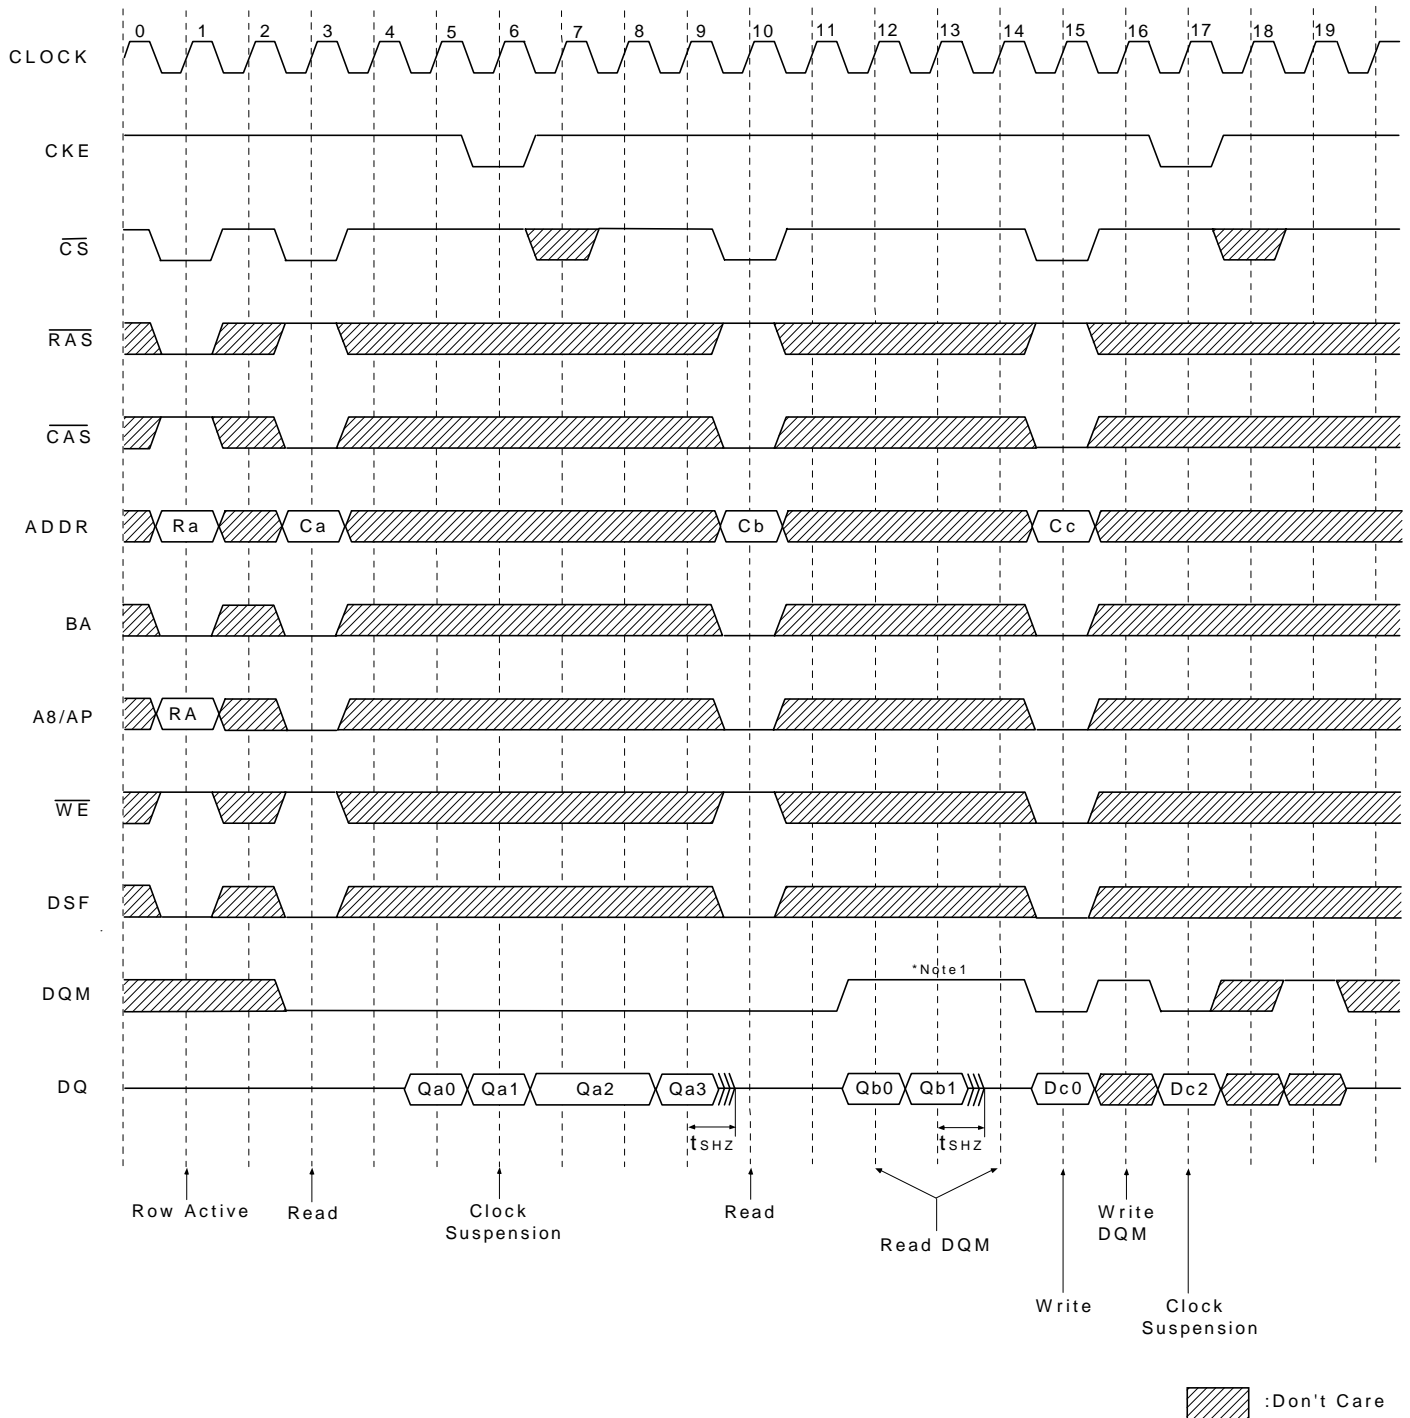 0 1 2 3 4 5 6 7 8 9 10 11 12 13 14 15 16 17 18 19
CLOCK
CKE
CS
RAS
CAS
ADDR Ra Ca Cb Cc
BA
A8/AP RA
WE
DSF
*Note1
DQM
DQ Qa0 Qa1 Qa2 Qa3 Qb0 Qb1 Dc0 Dc2
tSHZ tSHZ
Row Active Read Clock Suspension Read Write DQM
Read DQM
Write Clock Suspension
:Don't Care